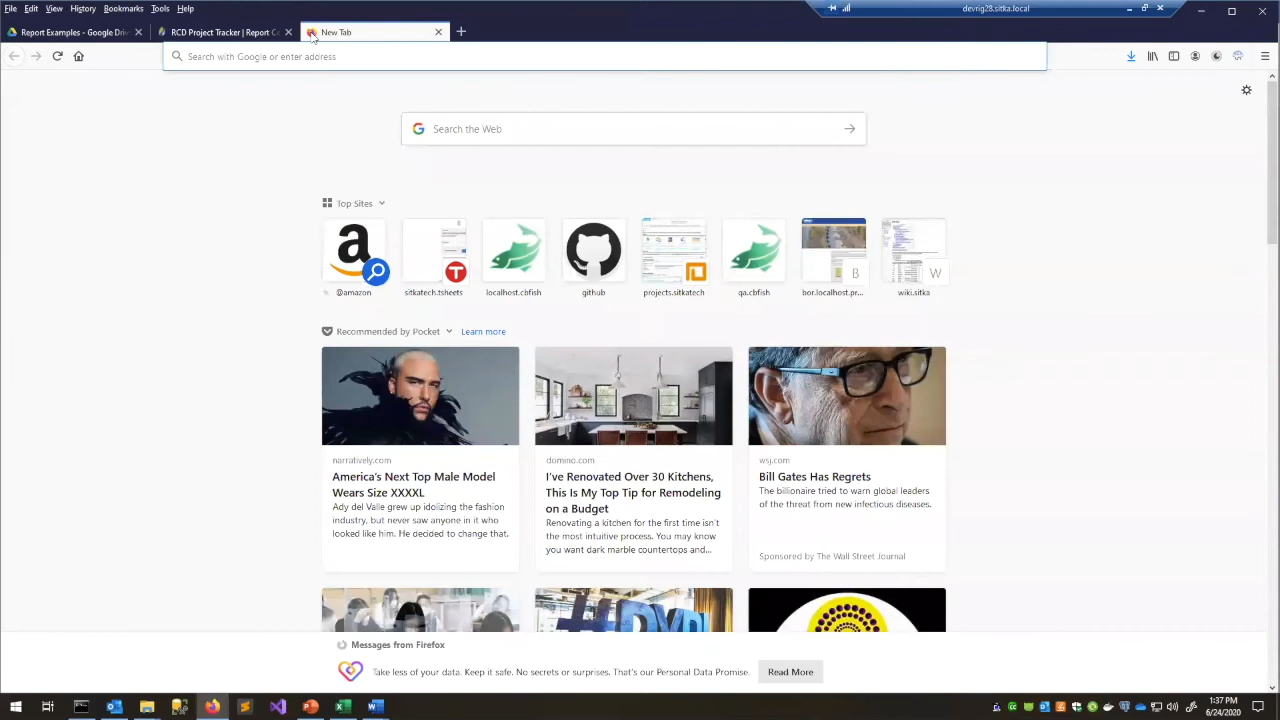 File Edit View History Bookmarks Tools Help
devrig28.sitka.local
Report Examples - Google Driv
RCD Project Tracker | Report C
New Tab
Search with Google or enter address
Search the Web
Top Sites
@amazon
sitkatech.tsheets
localhost.cbfish
github
projects.sitkatech
qa.cbfish
bor.localhost.pr...
wiki.sitka
T
B
W
Recommended by Pocket
Learn more
narratively.com
America's Next Top Male Model
Wears Size XXXXL
Ady del Valle grew up idolizing the fashion
industry, but never saw anyone in it who
looked like him. He decided to change that.
domino.com
I've Renovated Over 30 Kitchens,
This Is My Top Tip for Remodeling
on a Budget
Renovating a kitchen for the first time isn't
the most intuitive process. You may know
you want dark marble countertops and...
wsj.com
Bill Gates Has Regrets
The billionaire tried to warn global leaders
of the threat from new infectious diseases.
Sponsored by The Wall Street Journal
Messages from Firefox
Take less of your data. Keep it safe. No secrets or surprises. That's our Personal Data Promise.
Read More
1:37 PM
6/24/2020